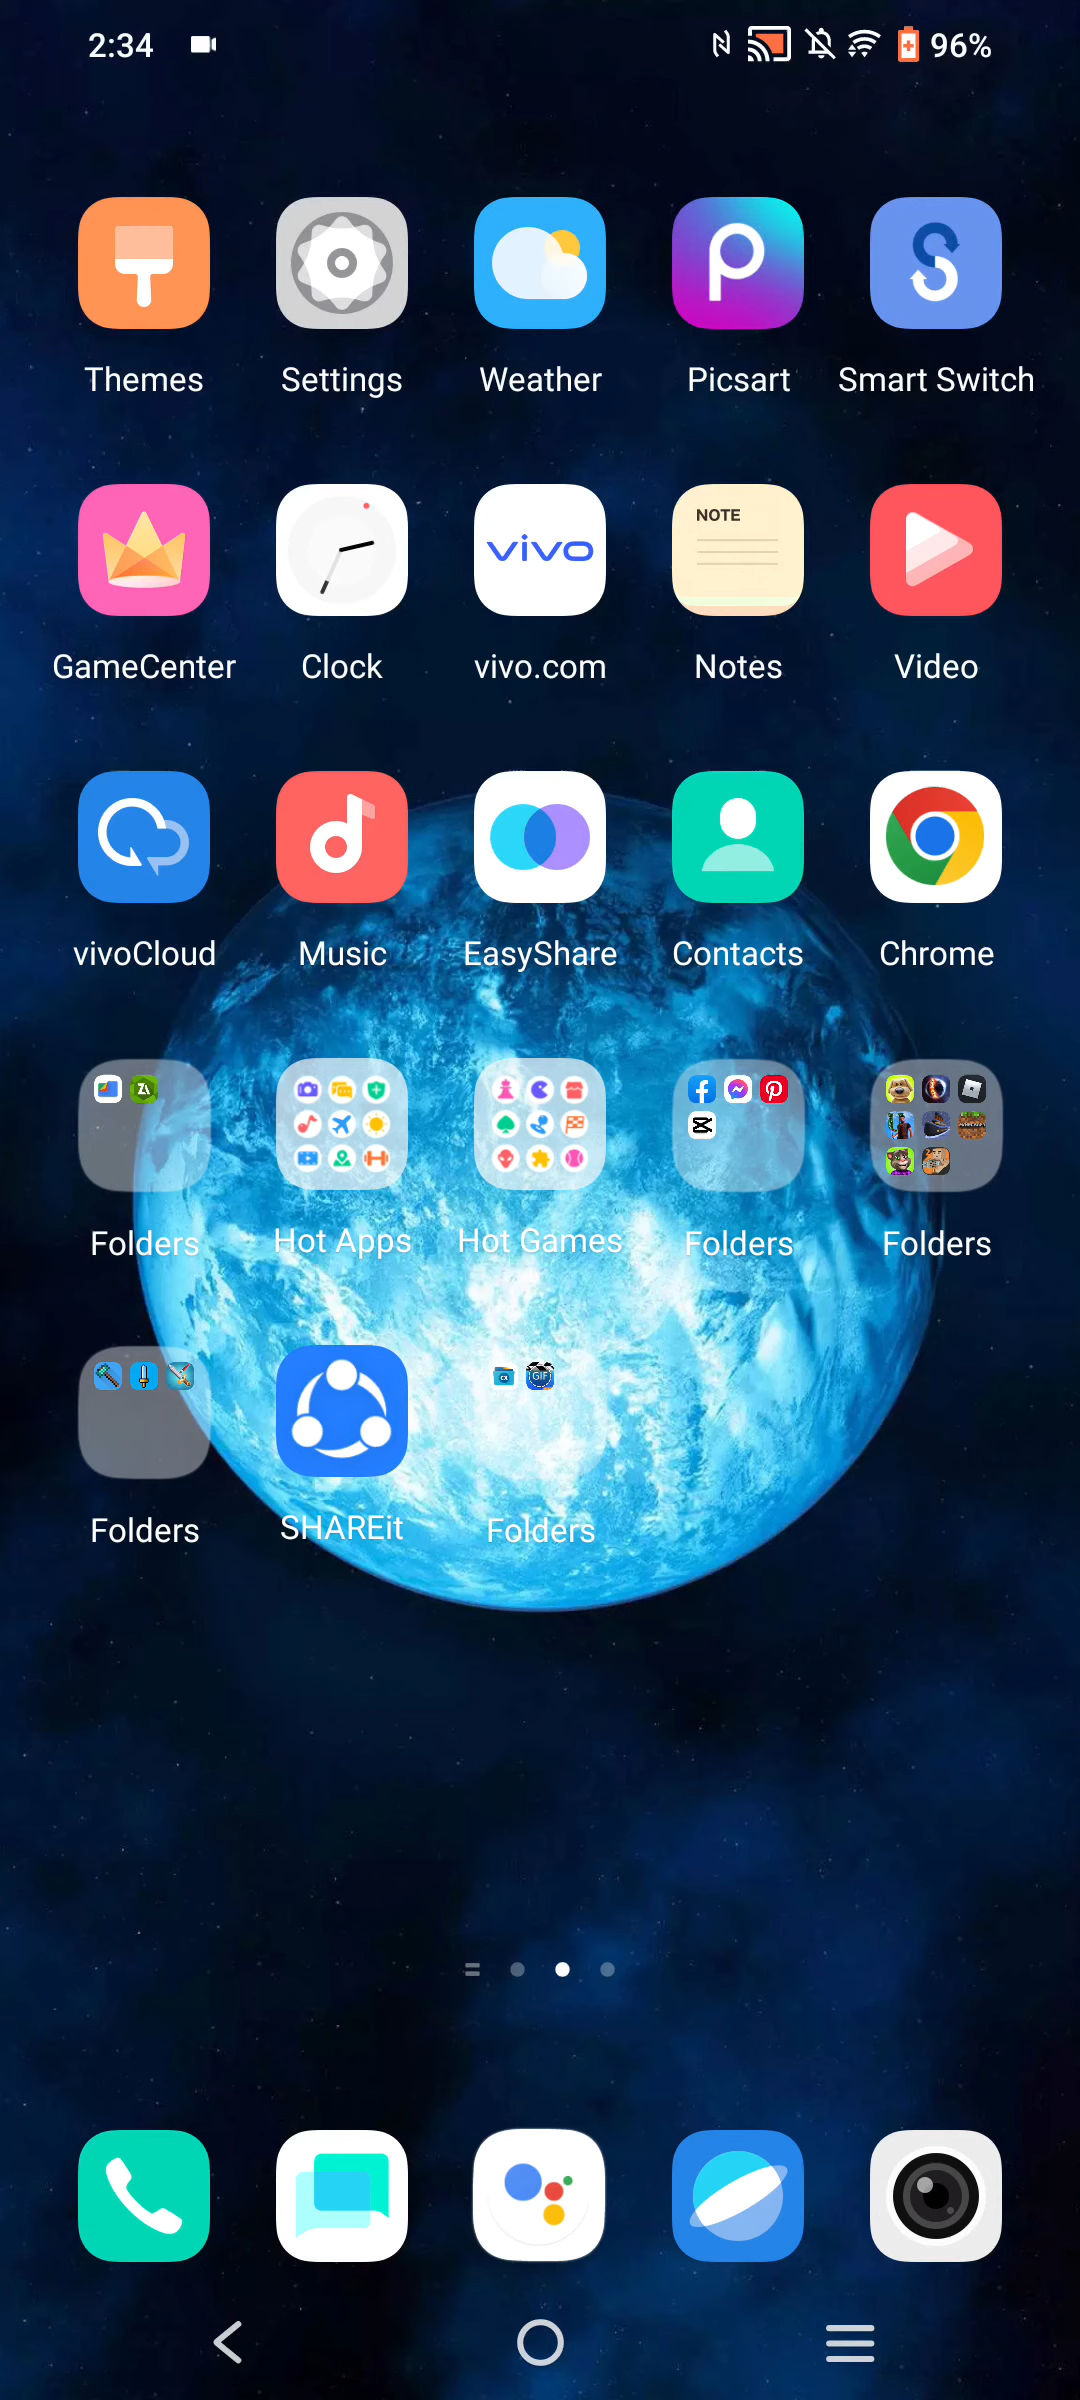 2:34 96%
Themes Settings Weather Picsart Smart Switch
vivo NOTE
GameCenter Clock vivo.com Notes Video
vivoCloud Music EasyShare Contacts Chrome
Folders Hot Apps Hot Games Folders Folders
GIF
Folders SHAREit Folders